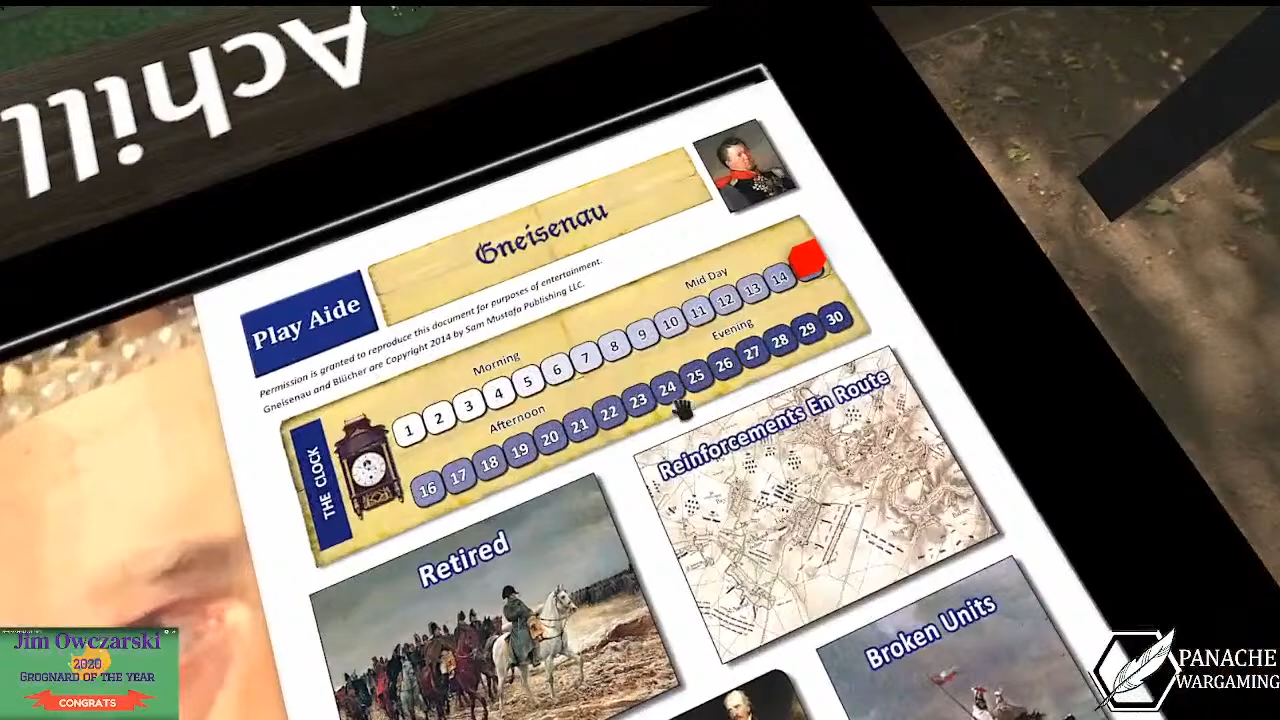 Achill
Gneisenau
Play Aide
Permission is granted to reproduce this document for purposes of entertainment.
Gneisenau and Blücher are Copyright 2014 by Sam Mustafa Publishing LLC.
Morning
Mid Day
1 2 3 4 5 6 7 8 9 10 11 12 13 14
Afternoon
Evening
16 17 18 19 20 21 22 23 24 25 26 27 28 29 30
THE CLOCK
Reinforcements En Route
Retired
Broken Units
Jim Owczarski
2020
GROGNARD OF THE YEAR
CONGRATS
PANACHE
WARGAMING